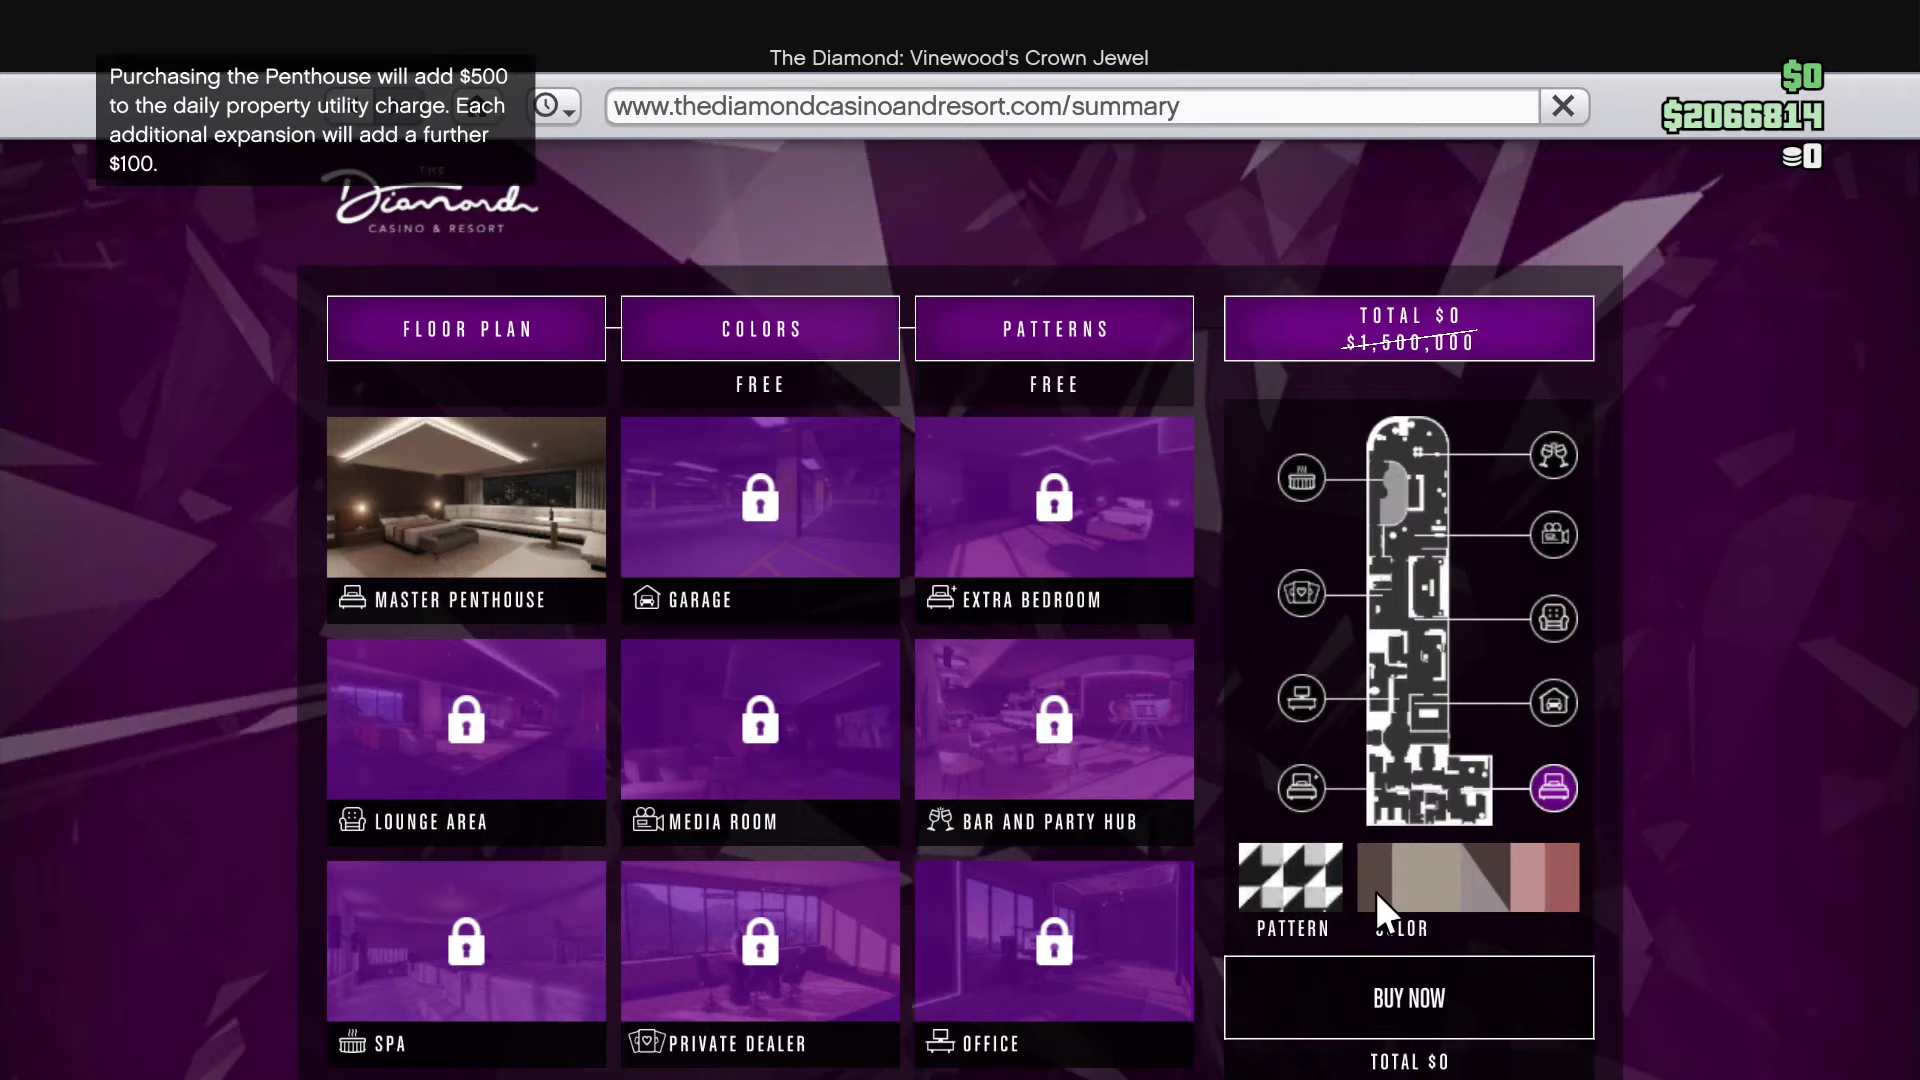 The Diamond: Vinewood's Crown Jewel
Purchasing the Penthouse will add $500
to the daily property utility charge. Each
additional expansion will add a further
$100.
www.thediamondcasinoandresort.com/summary
$0
$2066814
0
THE
Diamond
CASINO & RESORT
FLOOR PLAN
COLORS
PATTERNS
TOTAL $0
$1,500,000
FREE
FREE
MASTER PENTHOUSE
GARAGE
EXTRA BEDROOM
LOUNGE AREA
MEDIA ROOM
BAR AND PARTY HUB
SPA
PRIVATE DEALER
OFFICE
PATTERN
COLOR
BUY NOW
TOTAL $0